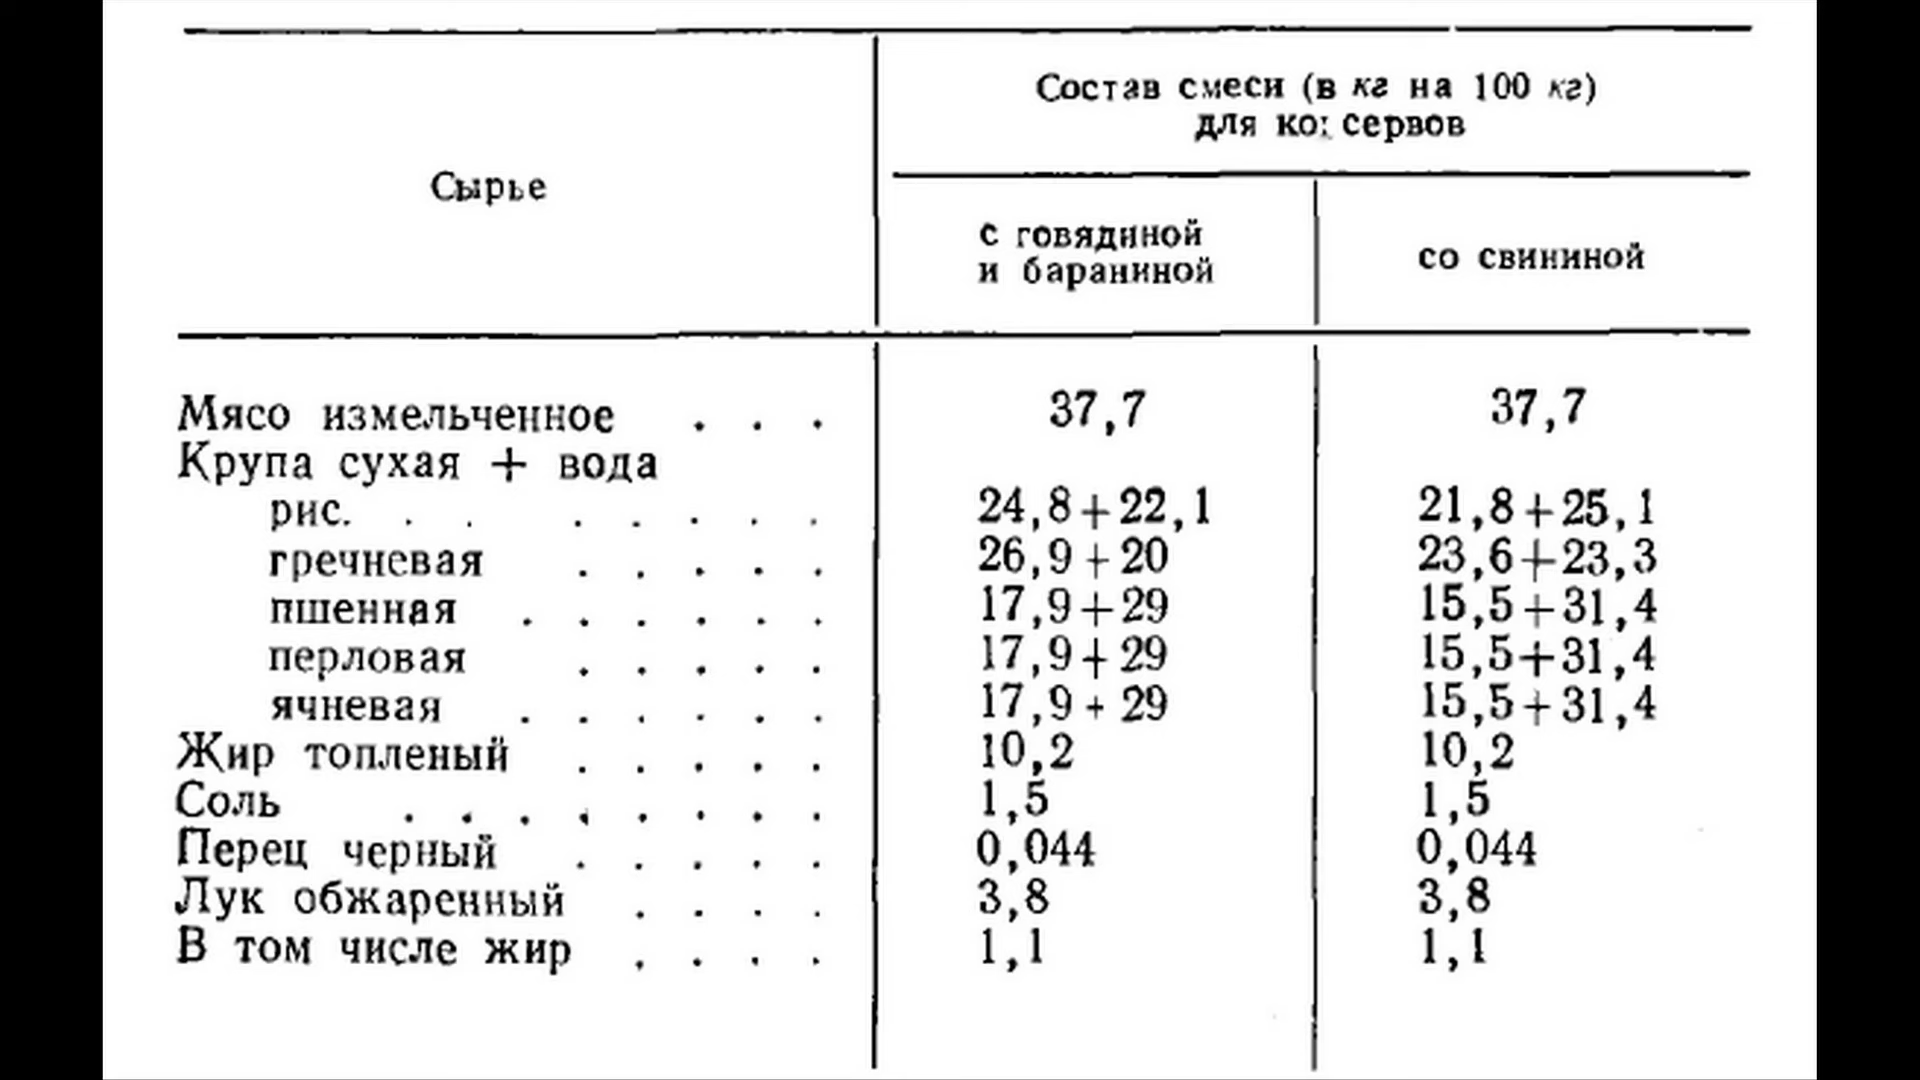 Сырье
Состав смеси (в кг на 100 кг)
для консервов
с говядиной
и бараниной
со свининой
Мясо измельченное . . . 37,7 37,7
Крупа сухая + вода
рис. . . . . . . . 24,8+22,1 21,8+25,1
гречневая . . . . . 26,9+20 23,6+23,3
пшенная . . . . . . 17,9+29 15,5+31,4
перловая . . . . . 17,9+29 15,5+31,4
ячневая . . . . . . 17,9+29 15,5+31,4
Жир топленый . . . . . 10,2 10,2
Соль . . . . . . . . 1,5 1,5
Перец черный . . . . . 0,044 0,044
Лук обжаренный . . . . 3,8 3,8
В том числе жир . . . . 1,1 1,1